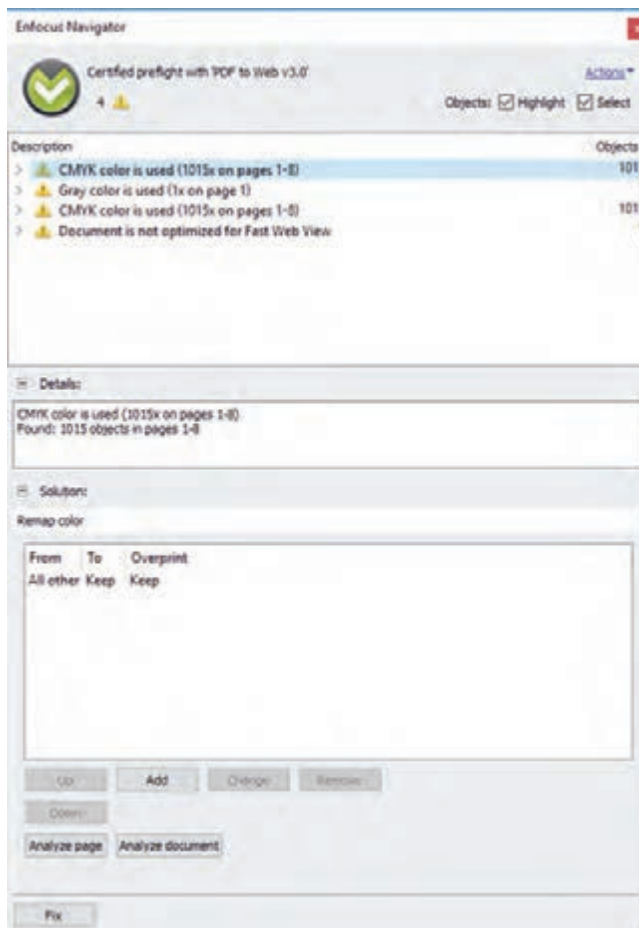 Enfocus Navigator
Certified preflight with 'PDF to Web v3.0'
Actions
4
Objects: Highlight Select
Description Objects
CMYK color is used (1015x on pages 1-8) 101
Gray color is used (1x on page 1)
CMYK color is used (1015x on pages 1-8) 101
Document is not optimized for Fast Web View
Details:
CMYK color is used (1015x on pages 1-8)
Found: 1015 objects in pages 1-8
Solution:
Remap color
From To Overprint
All other Keep Keep
Up Add Change Remove
Down
Analyze page Analyze document
Fix